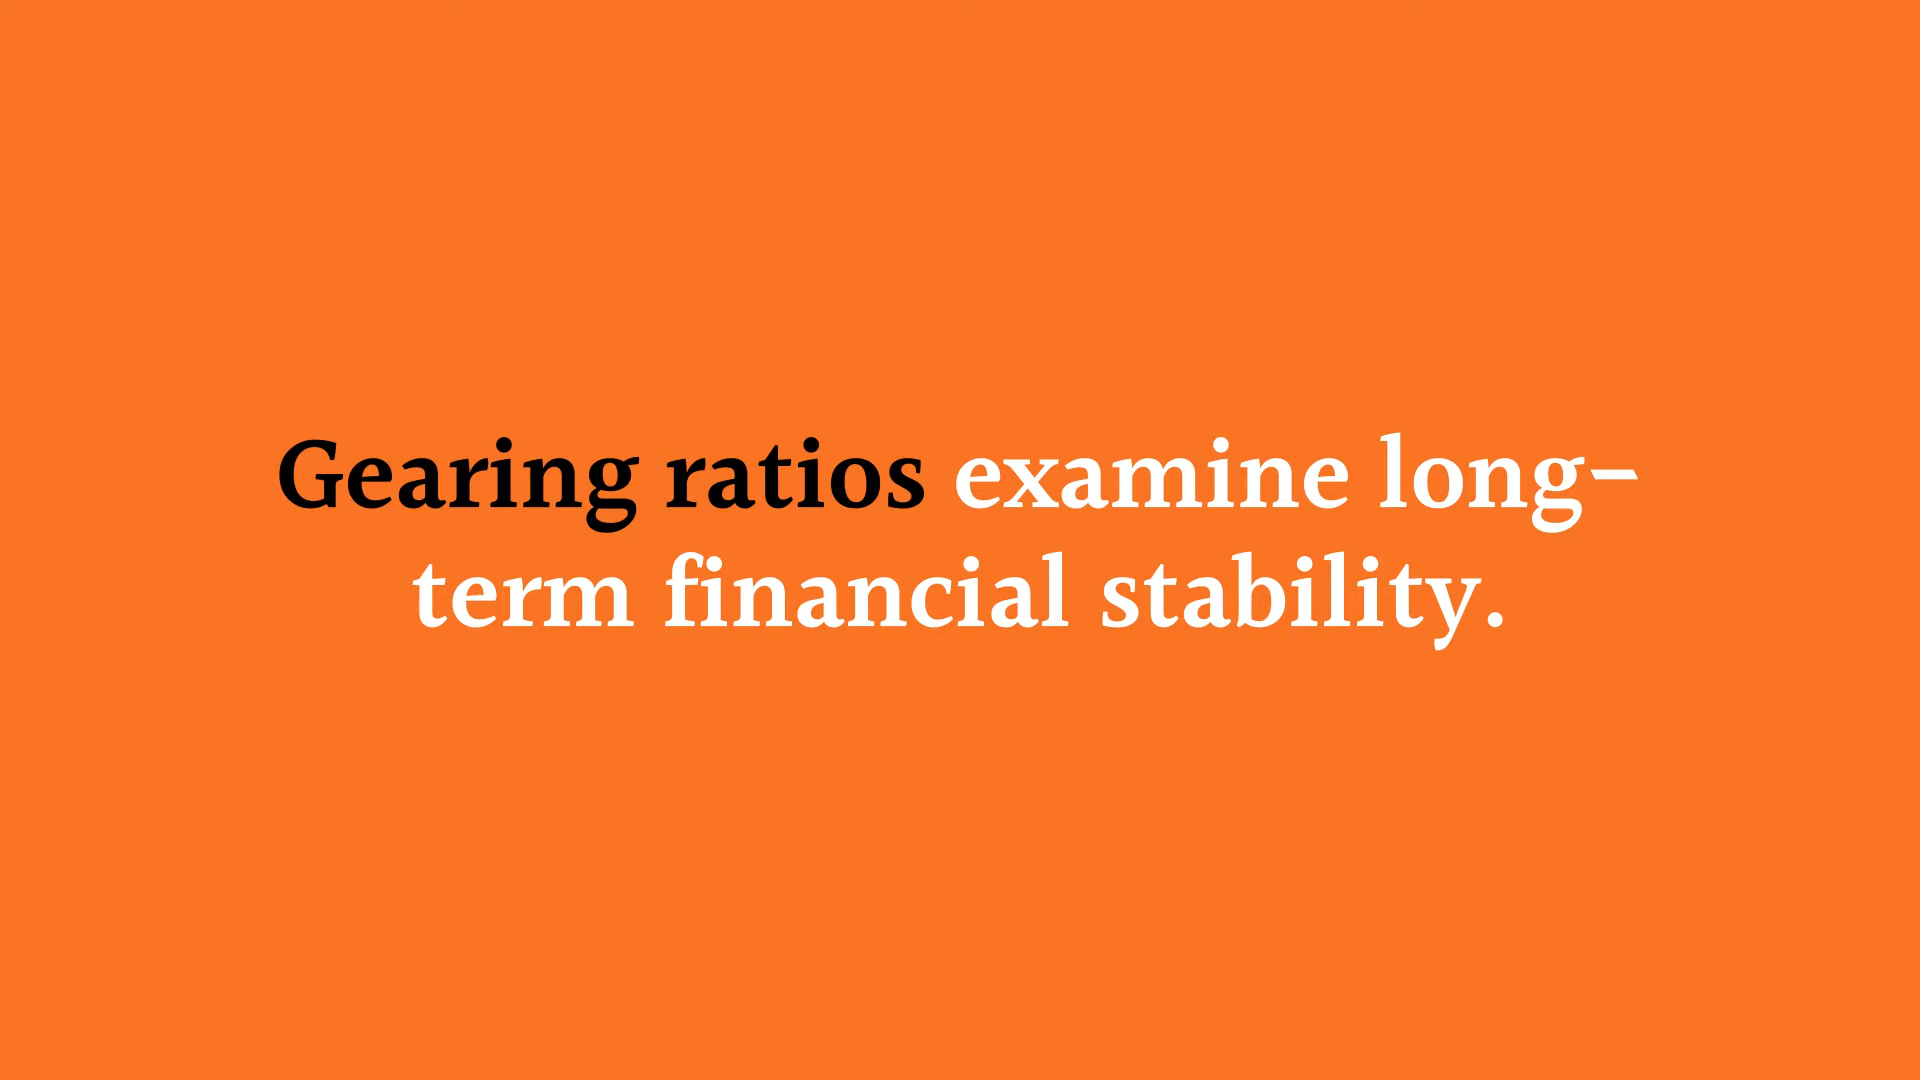 Gearing ratios examine long-
term financial stability.